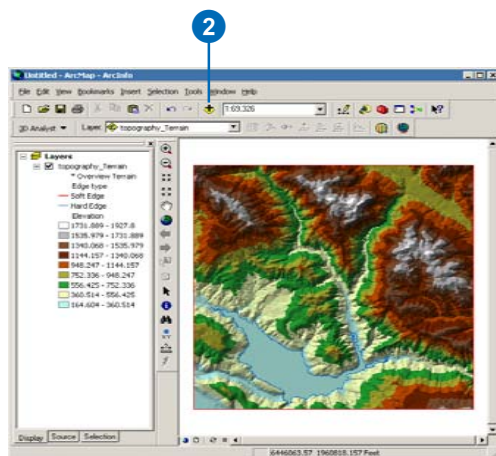 2
Untitled - ArcMap - ArcInfo
File Edit View Bookmarks Insert Selection Tools Window Help
1:69,326
3D Analyst Layer: topography_Terrain
Layers
topography_Terrain
* Overview Terrain
Edge type
Soft Edge
Hard Edge
Elevation
1731.889 - 1927.8
1535.979 - 1731.889
1340.068 - 1535.979
1144.157 - 1340.068
948.247 - 1144.157
752.336 - 948.247
556.425 - 752.336
360.514 - 556.425
164.604 - 360.514
Display Source Selection
6446063.57 1960818.157 Feet